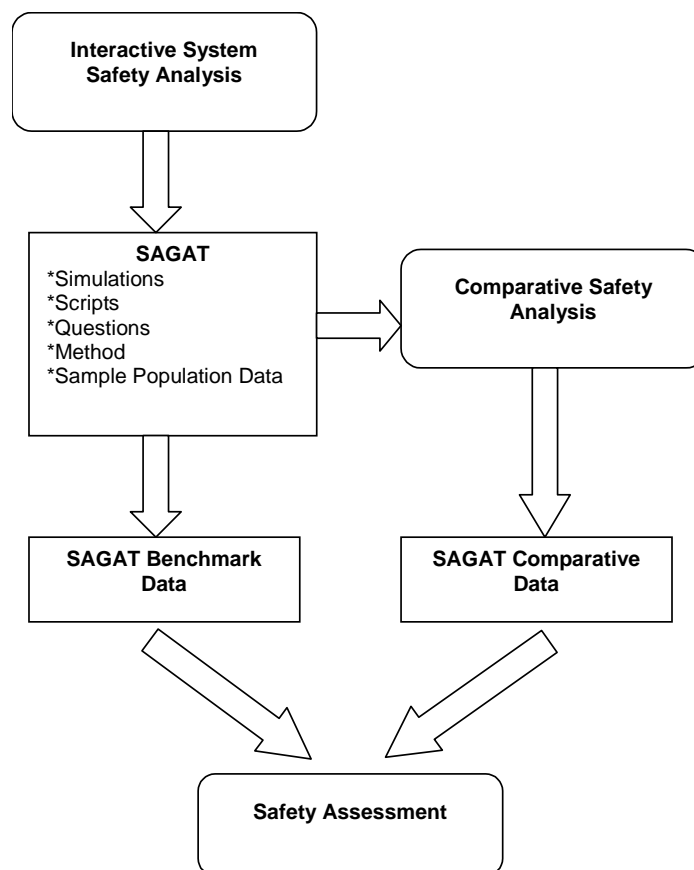 Interactive System
Safety Analysis
SAGAT
*Simulations
*Scripts
*Questions
*Method
*Sample Population Data
Comparative Safety
Analysis
SAGAT Benchmark
Data
SAGAT Comparative
Data
Safety Assessment